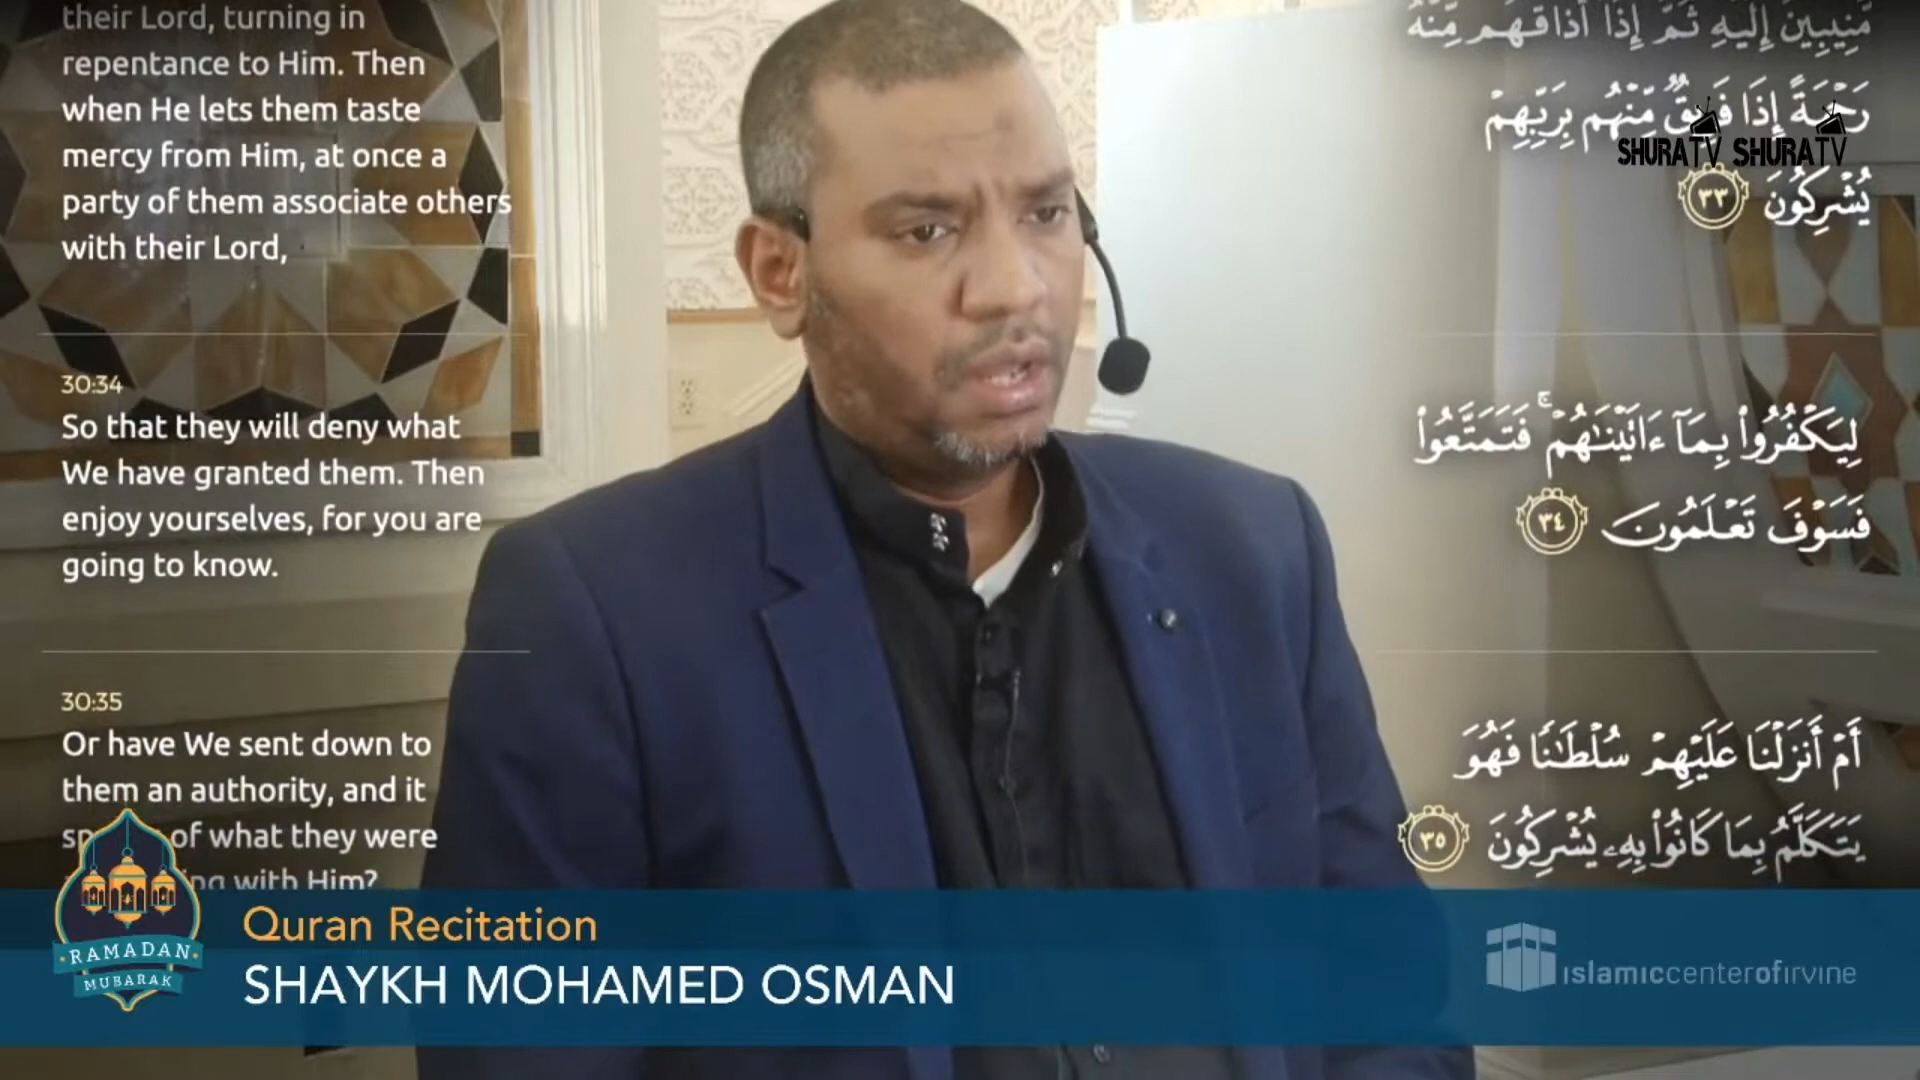 their Lord, turning in
repentance to Him. Then
when He lets them taste
mercy from Him, at once a
party of them associate others
with their Lord,
30:34
So that they will deny what
We have granted them. Then
enjoy yourselves, for you are
going to know.
30:35
Or have We sent down to
them an authority, and it
of what they were
with Him?
مُّنِيبِينَ إِلَيْهِ ثُمَّ إِذَا أَذَاقَهُم مِّنْهُ
رَحْمَةً إِذَا فَرِيقٌ مِّنْهُم بِرَبِّهِمْ
يُشْرِكُونَ ٣٣
لِيَكْفُرُوا۟ بِمَآ ءَاتَيْنَـٰهُمْ ۚ فَتَمَتَّعُوا۟
فَسَوْفَ تَعْلَمُونَ ٣٤
أَمْ أَنزَلْنَا عَلَيْهِمْ سُلْطَـٰنًا فَهُوَ
يَتَكَلَّمُ بِمَا كَانُوا۟ بِهِۦ يُشْرِكُونَ ٣٥
SHURATV SHURATV
RAMADAN
MUBARAK
Quran Recitation
SHAYKH MOHAMED OSMAN
islamiccenterofirvine